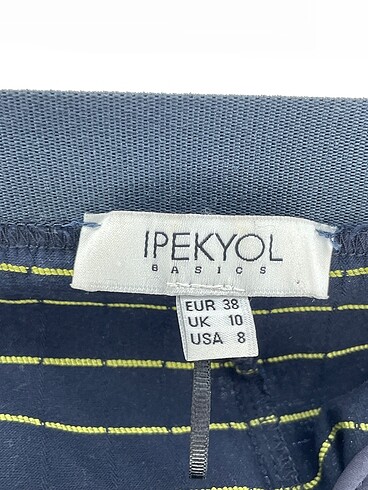 IPEKYOL
BASICS
EUR 38
UK 10
USA 8